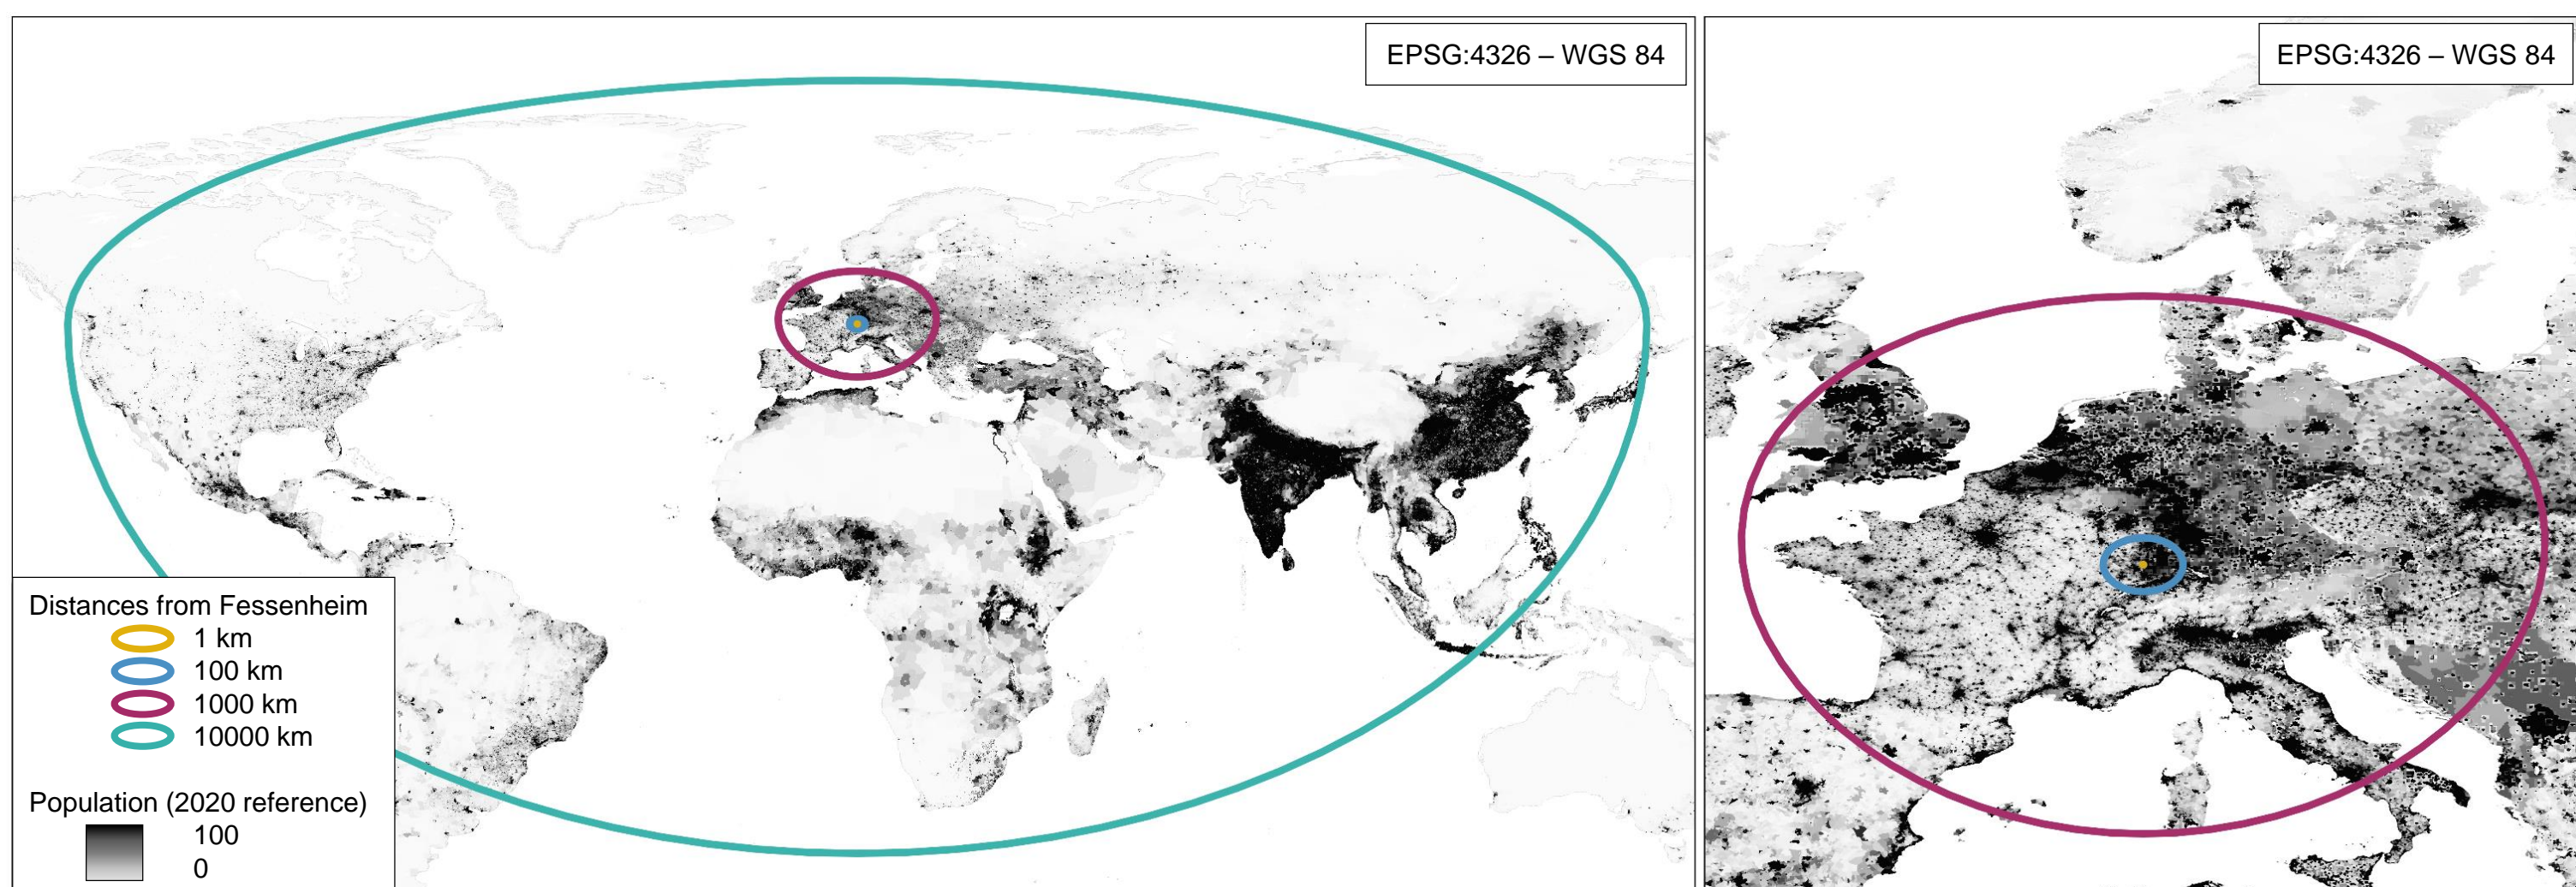 EPSG:4326 – WGS 84
EPSG:4326 – WGS 84
Distances from Fessenheim
1 km
100 km
1000 km
10000 km
Population (2020 reference)
100
0